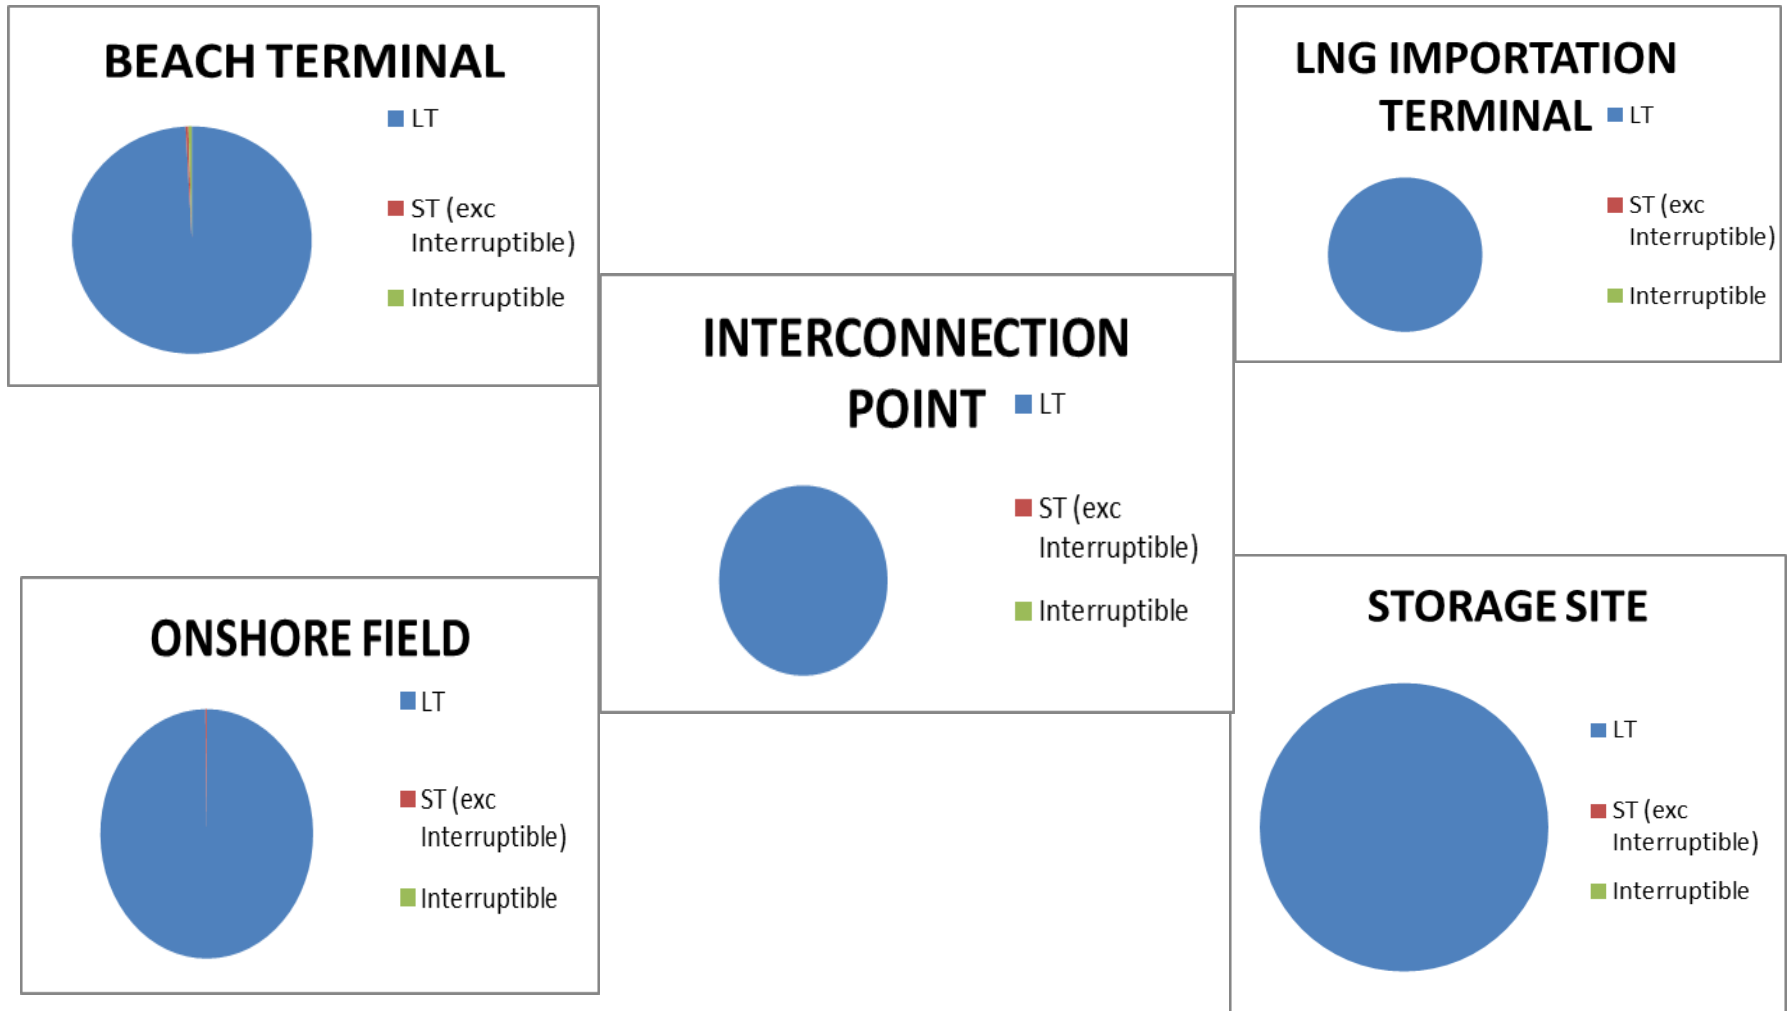 BEACH TERMINAL
LT
ST (exc
Interruptible)
Interruptible
LNG IMPORTATION
TERMINAL
LT
ST (exc
Interruptible)
Interruptible
INTERCONNECTION
POINT
LT
ST (exc
Interruptible)
Interruptible
ONSHORE FIELD
LT
ST (exc
Interruptible)
Interruptible
STORAGE SITE
LT
ST (exc
Interruptible)
Interruptible